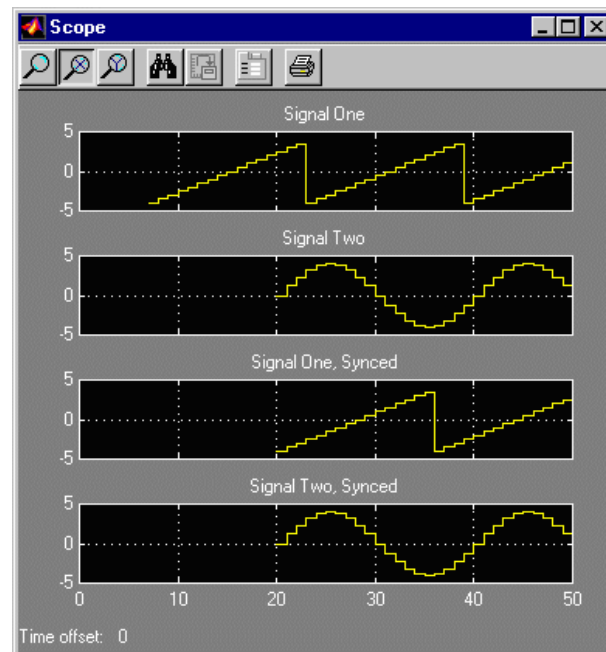 Scope
Signal One
5
0
-5
Signal Two
5
0
-5
Signal One, Synced
5
0
-5
Signal Two, Synced
5
0
-5
0 10 20 30 40 50
Time offset: 0